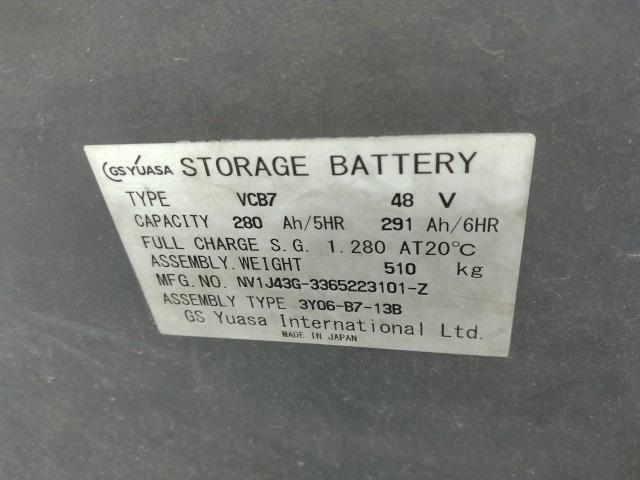 GS YUASA STORAGE BATTERY
TYPE VCB7 48 V
CAPACITY 280 Ah/5HR 291 Ah/6HR
FULL CHARGE S.G. 1.280 AT20°C
ASSEMBLY.WEIGHT 510 kg
MFG.NO. NV1J43G-3365223101-Z
ASSEMBLY TYPE 3Y06-B7-13B
GS Yuasa International Ltd.
MADE IN JAPAN